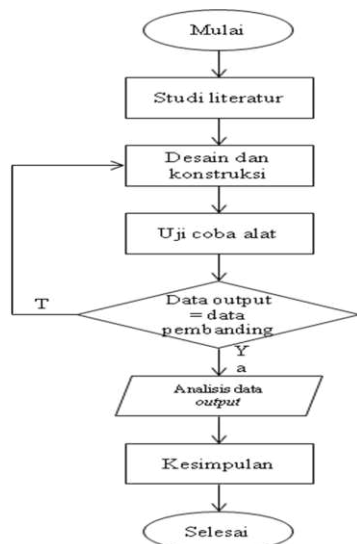 Mulai
Studi literatur
Desain dan
konstruksi
Uji coba alat
Data output
= data
pembanding
T
Y
a
Analisis data
output
Kesimpulan
Selesai